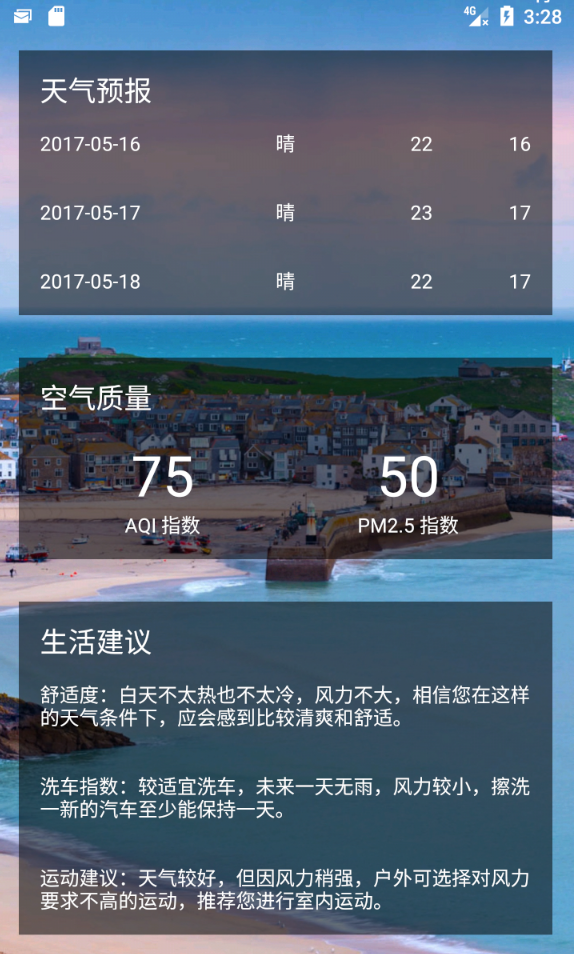 4G 3:28
天气预报
2017-05-16 晴 22 16
2017-05-17 晴 23 17
2017-05-18 晴 22 17
空气质量
75 50
AQI 指数 PM2.5 指数
生活建议
舒适度：白天不太热也不太冷，风力不大，相信您在这样
的天气条件下，应会感到比较清爽和舒适。
洗车指数：较适宜洗车，未来一天无雨，风力较小，擦洗
一新的汽车至少能保持一天。
运动建议：天气较好，但因风力稍强，户外可选择对风力
要求不高的运动，推荐您进行室内运动。